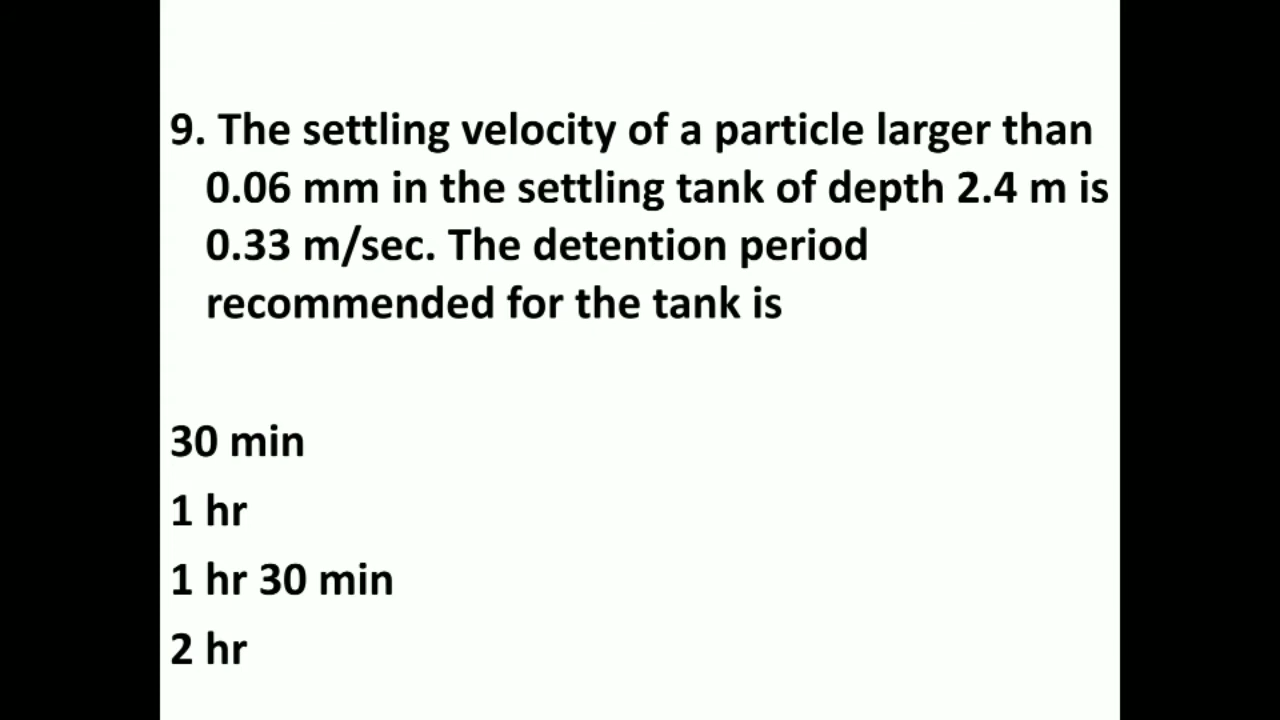 9. The settling velocity of a particle larger than
0.06 mm in the settling tank of depth 2.4 m is
0.33 m/sec. The detention period
recommended for the tank is
30 min
1 hr
1 hr 30 min
2 hr